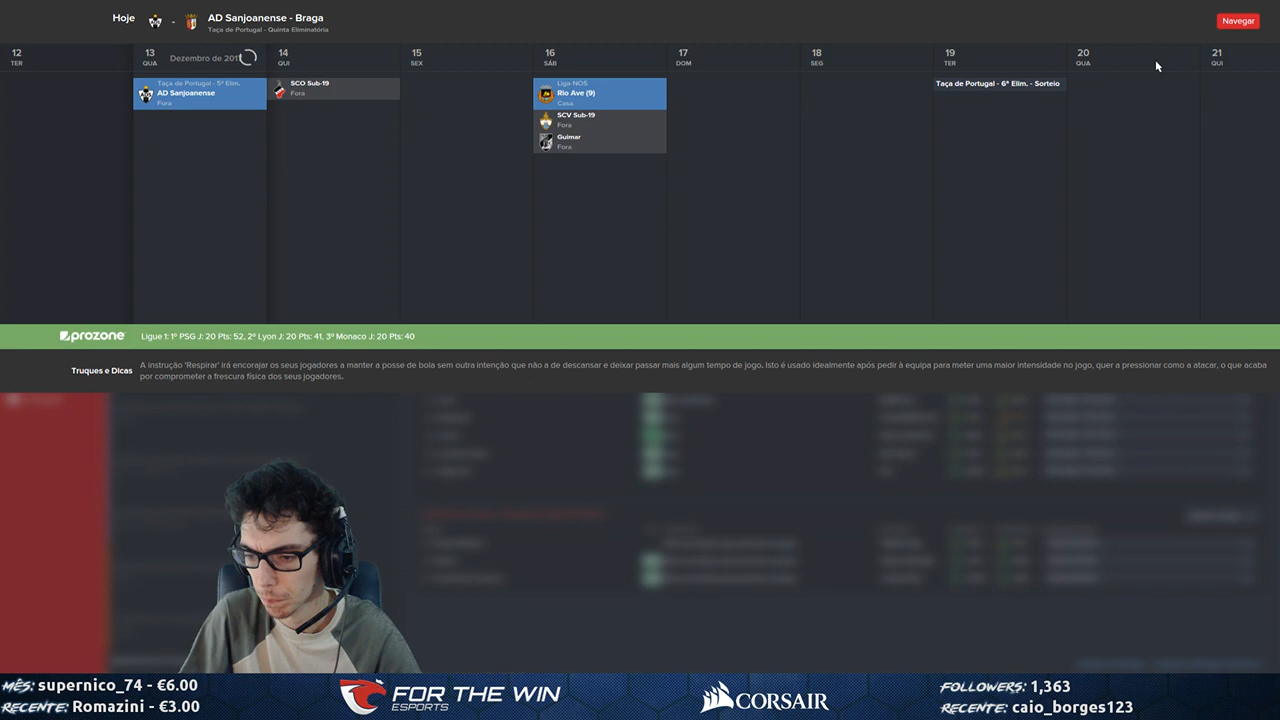 Hoje
AD Sanjoanense - Braga
Taça de Portugal - Quinta Eliminatória
Navegar
12
TER
13
QUA
Dezembro de 201
14
QUI
15
SEX
16
SÁB
17
DOM
18
SEG
19
TER
20
QUA
21
QUI
Taça de Portugal - 5ª Elim.
AD Sanjoanense
Fora
SCO Sub-19
Fora
Liga NOS
Rio Ave (9)
Casa
SCV Sub-19
Fora
Guimar
Fora
Taça de Portugal - 6ª Elim. - Sorteio
prozone
Ligue 1: 1º PSG J: 20 Pts: 52, 2º Lyon J: 20 Pts: 41, 3º Monaco J: 20 Pts: 40
Truques e Dicas
A instrução 'Respirar' irá encorajar os seus jogadores a manter a posse de bola sem outra intenção que não a de descansar e deixar passar mais algum tempo de jogo. Isto é usado idealmente após pedir à equipa para meter uma maior intensidade no jogo, quer a pressionar como a atacar, o que acaba
por comprometer a frescura física dos seus jogadores.
MÊS: supernico_74 - €6.00
RECENTE: Romazini - €3.00
FOR THE WIN
ESPORTS
CORSAIR
FOLLOWERS: 1,363
RECENTE: caio_borges123